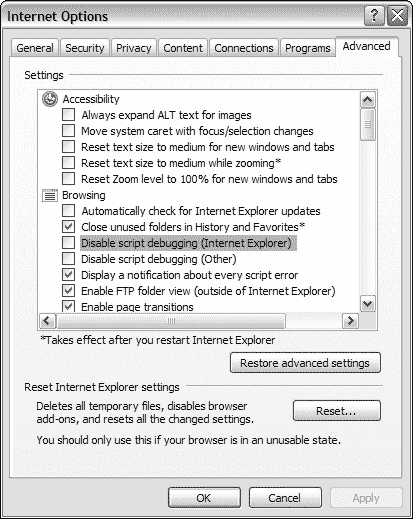 Internet Options
General Security Privacy Content Connections Programs Advanced
Settings
Accessibility
Always expand ALT text for images
Move system caret with focus/selection changes
Reset text size to medium for new windows and tabs
Reset text size to medium while zooming*
Reset Zoom level to 100% for new windows and tabs
Browsing
Automatically check for Internet Explorer updates
Close unused folders in History and Favorites*
Disable script debugging (Internet Explorer)
Disable script debugging (Other)
Display a notification about every script error
Enable FTP folder view (outside of Internet Explorer)
Enable page transitions
*Takes effect after you restart Internet Explorer
Restore advanced settings
Reset Internet Explorer settings
Deletes all temporary files, disables browser
add-ons, and resets all the changed settings.
Reset...
You should only use this if your browser is in an unusable state.
OK Cancel Apply